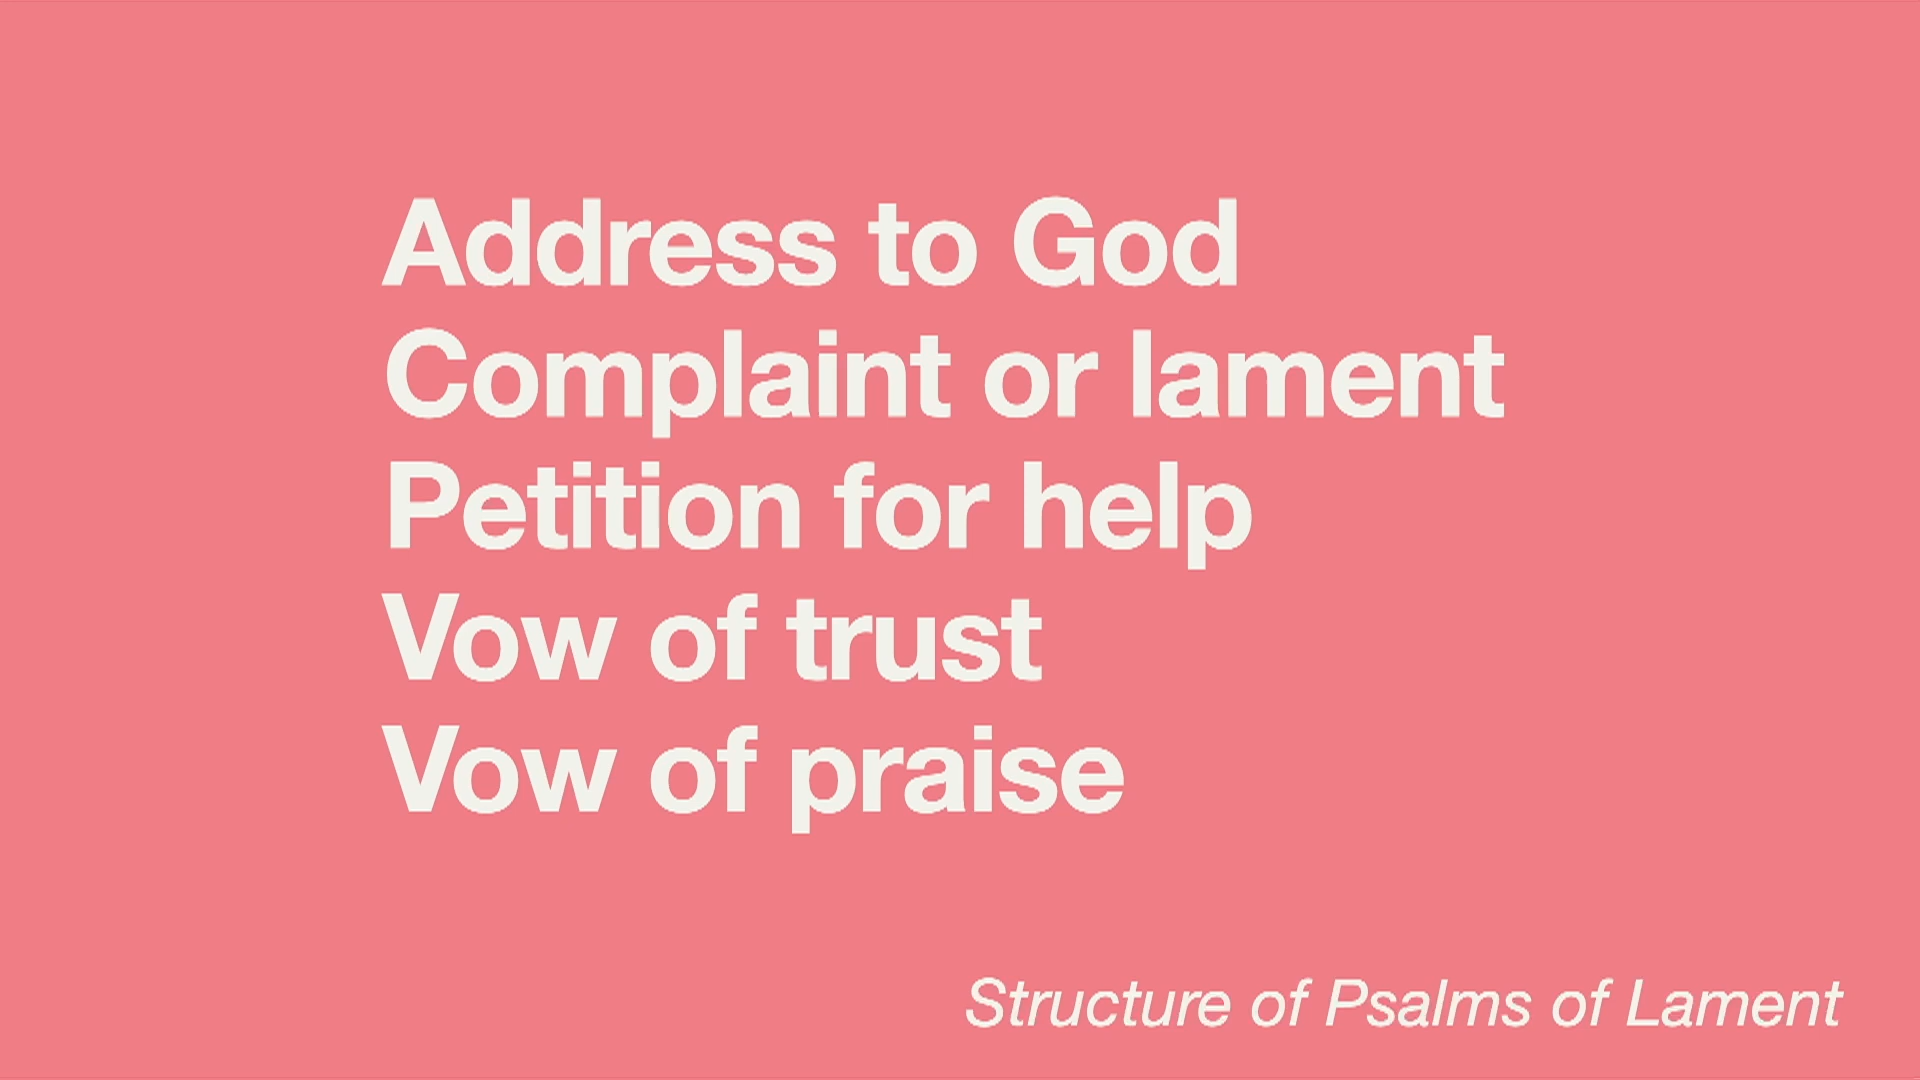 Address to God
Complaint or lament
Petition for help
Vow of trust
Vow of praise
Structure of Psalms of Lament